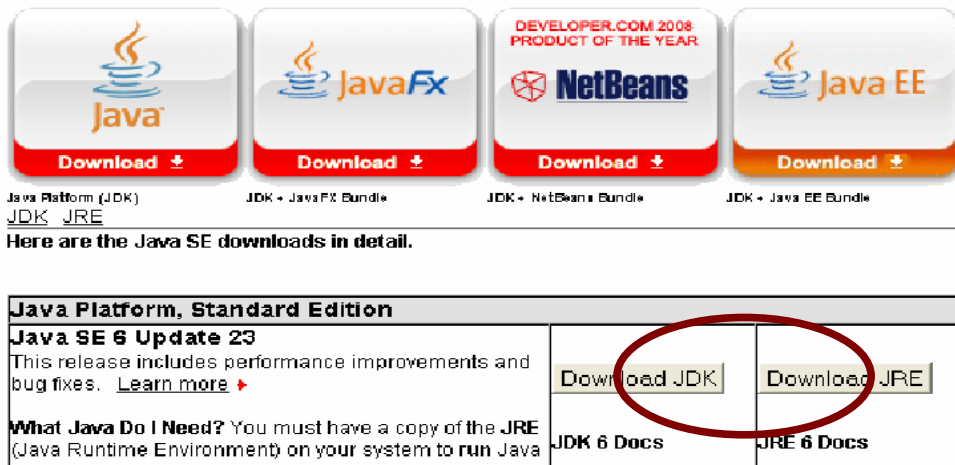 DEVELOPER.COM 2008
PRODUCT OF THE YEAR
Java
JavaFx
NetBeans
Java EE
Download
Download
Download
Download
Java Platform (JDK)
JDK + JavaFX Bundle
JDK + NetBeans Bundle
JDK + Java EE Bundle
JDK JRE
Here are the Java SE downloads in detail.
Java Platform, Standard Edition
Java SE 6 Update 23
This release includes performance improvements and
bug fixes. Learn more
Download JDK
Download JRE
What Java Do I Need? You must have a copy of the JRE
(Java Runtime Environment) on your system to run Java
JDK 6 Docs
JRE 6 Docs